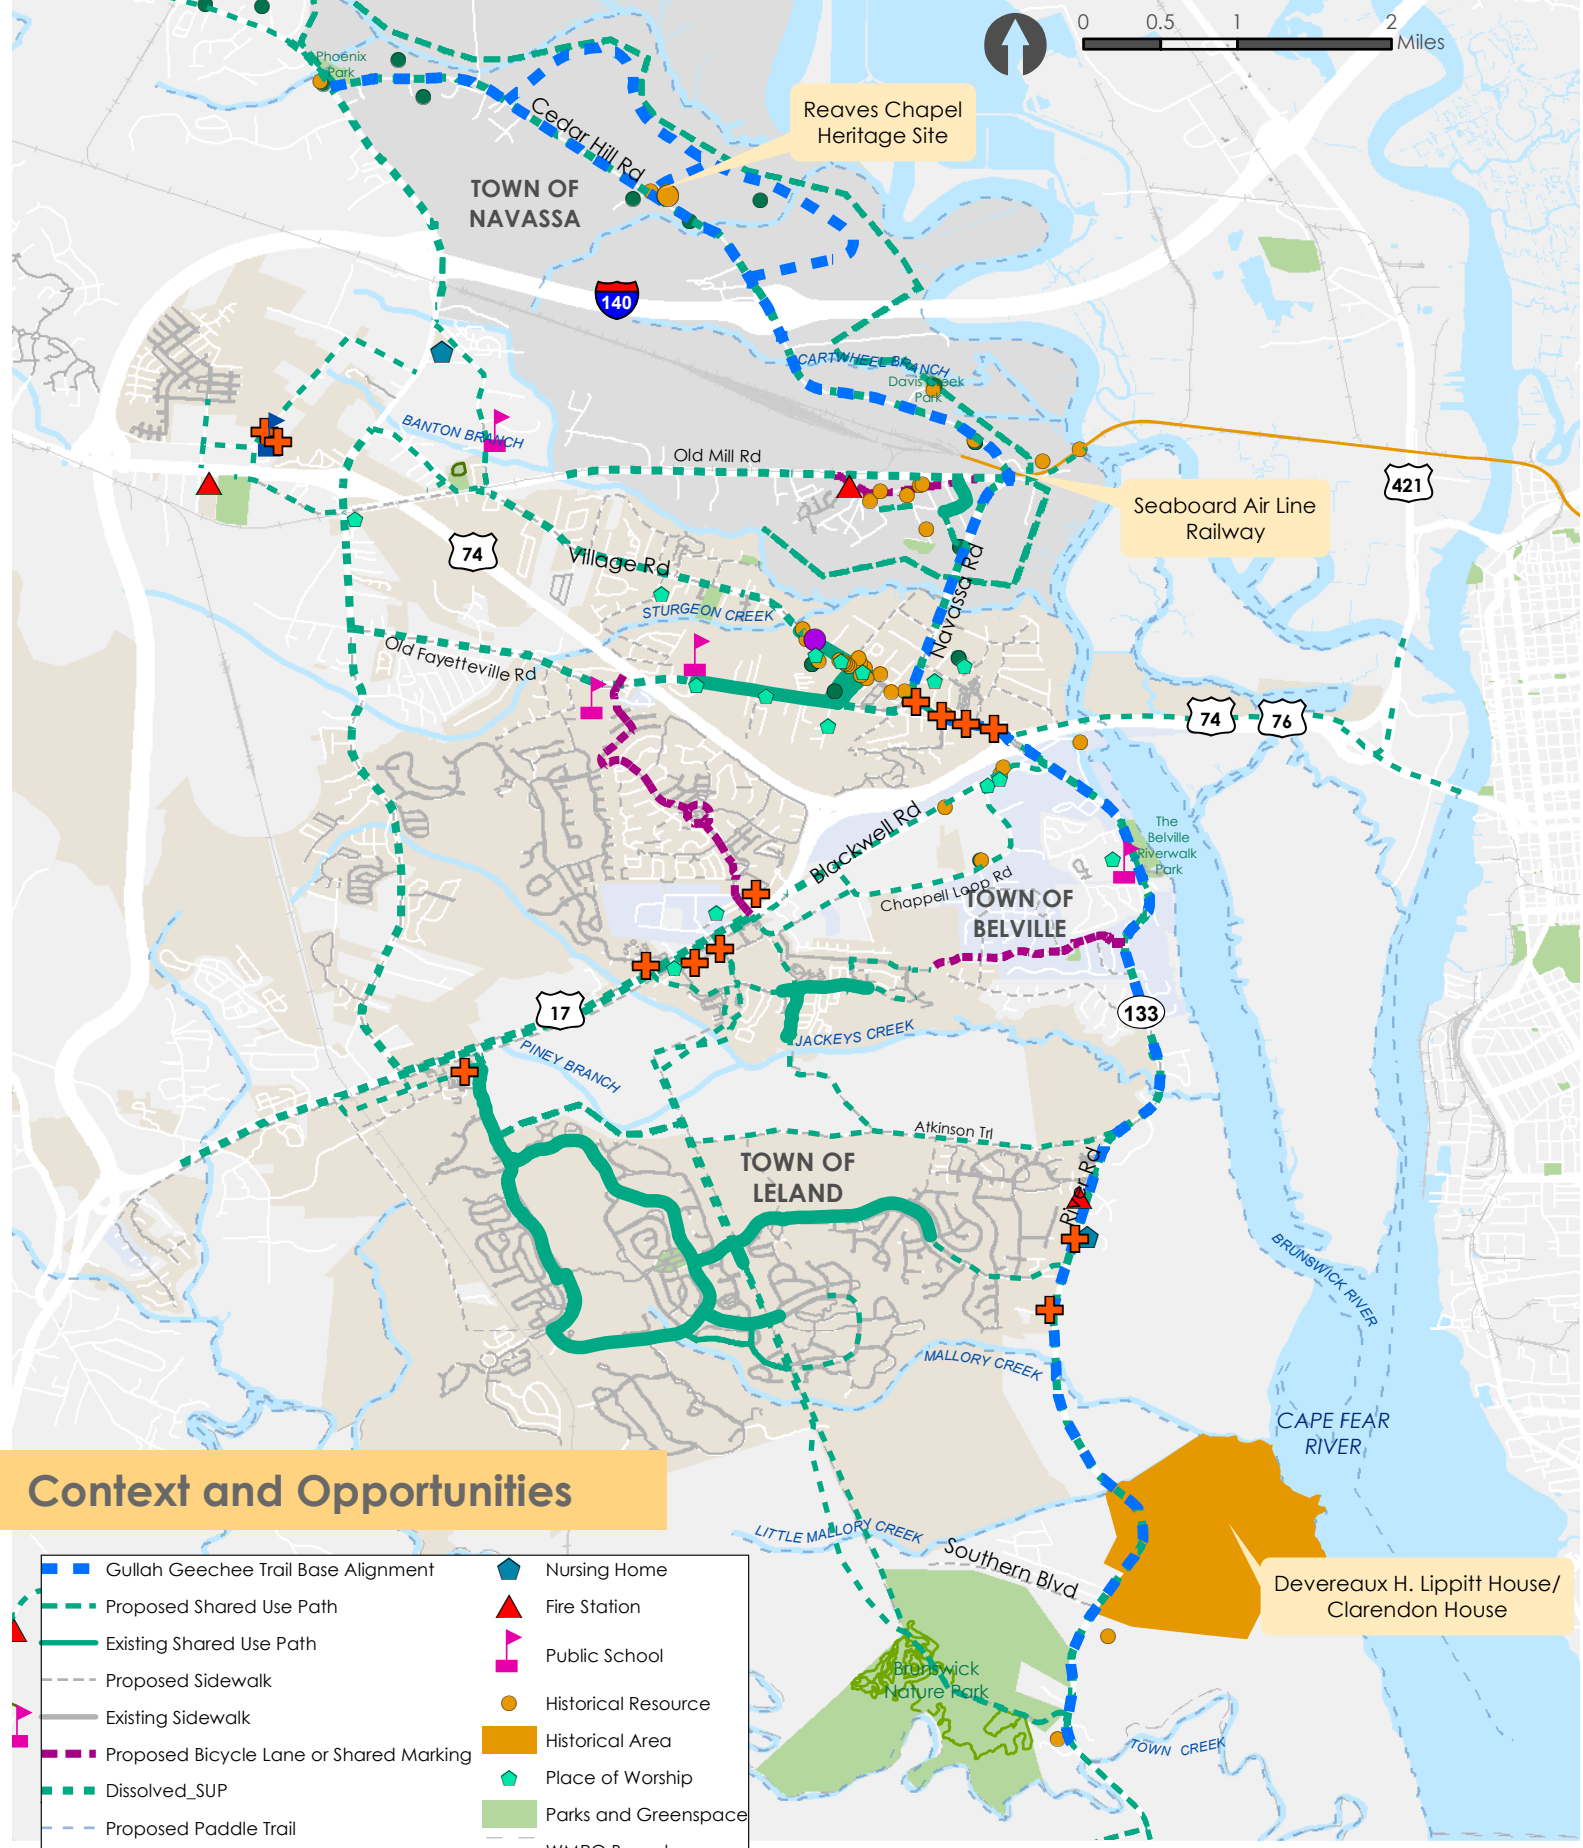 0 0.5 1 2
Miles
Phoenix
Park
Reaves Chapel
Heritage Site
Cedar Hill Rd
TOWN OF
NAVASSA
140
CARTWHEEL BRANCH
Davis Creek
Park
BANTON BRANCH
Old Mill Rd
421
Seaboard Air Line
Railway
74
Village Rd
Navassa Rd
STURGEON CREEK
Old Fayetteville Rd
74
76
Blackwell Rd
The
Belville
Riverwalk
Park
Chappell Loop Rd
TOWN OF
BELVILLE
17
133
JACKEYS CREEK
PINEY BRANCH
Atkinson Trl
TOWN OF
LELAND
River Rd
BRUNSWICK RIVER
MALLORY CREEK
CAPE FEAR
RIVER
Context and Opportunities
LITTLE MALLORY CREEK
Southern Blvd
Devereaux H. Lippitt House/
Clarendon House
Brunswick
Nature Park
TOWN CREEK
Gullah Geechee Trail Base Alignment
Proposed Shared Use Path
Existing Shared Use Path
Proposed Sidewalk
Existing Sidewalk
Proposed Bicycle Lane or Shared Marking
Dissolved_SUP
Proposed Paddle Trail
Nursing Home
Fire Station
Public School
Historical Resource
Historical Area
Place of Worship
Parks and Greenspace